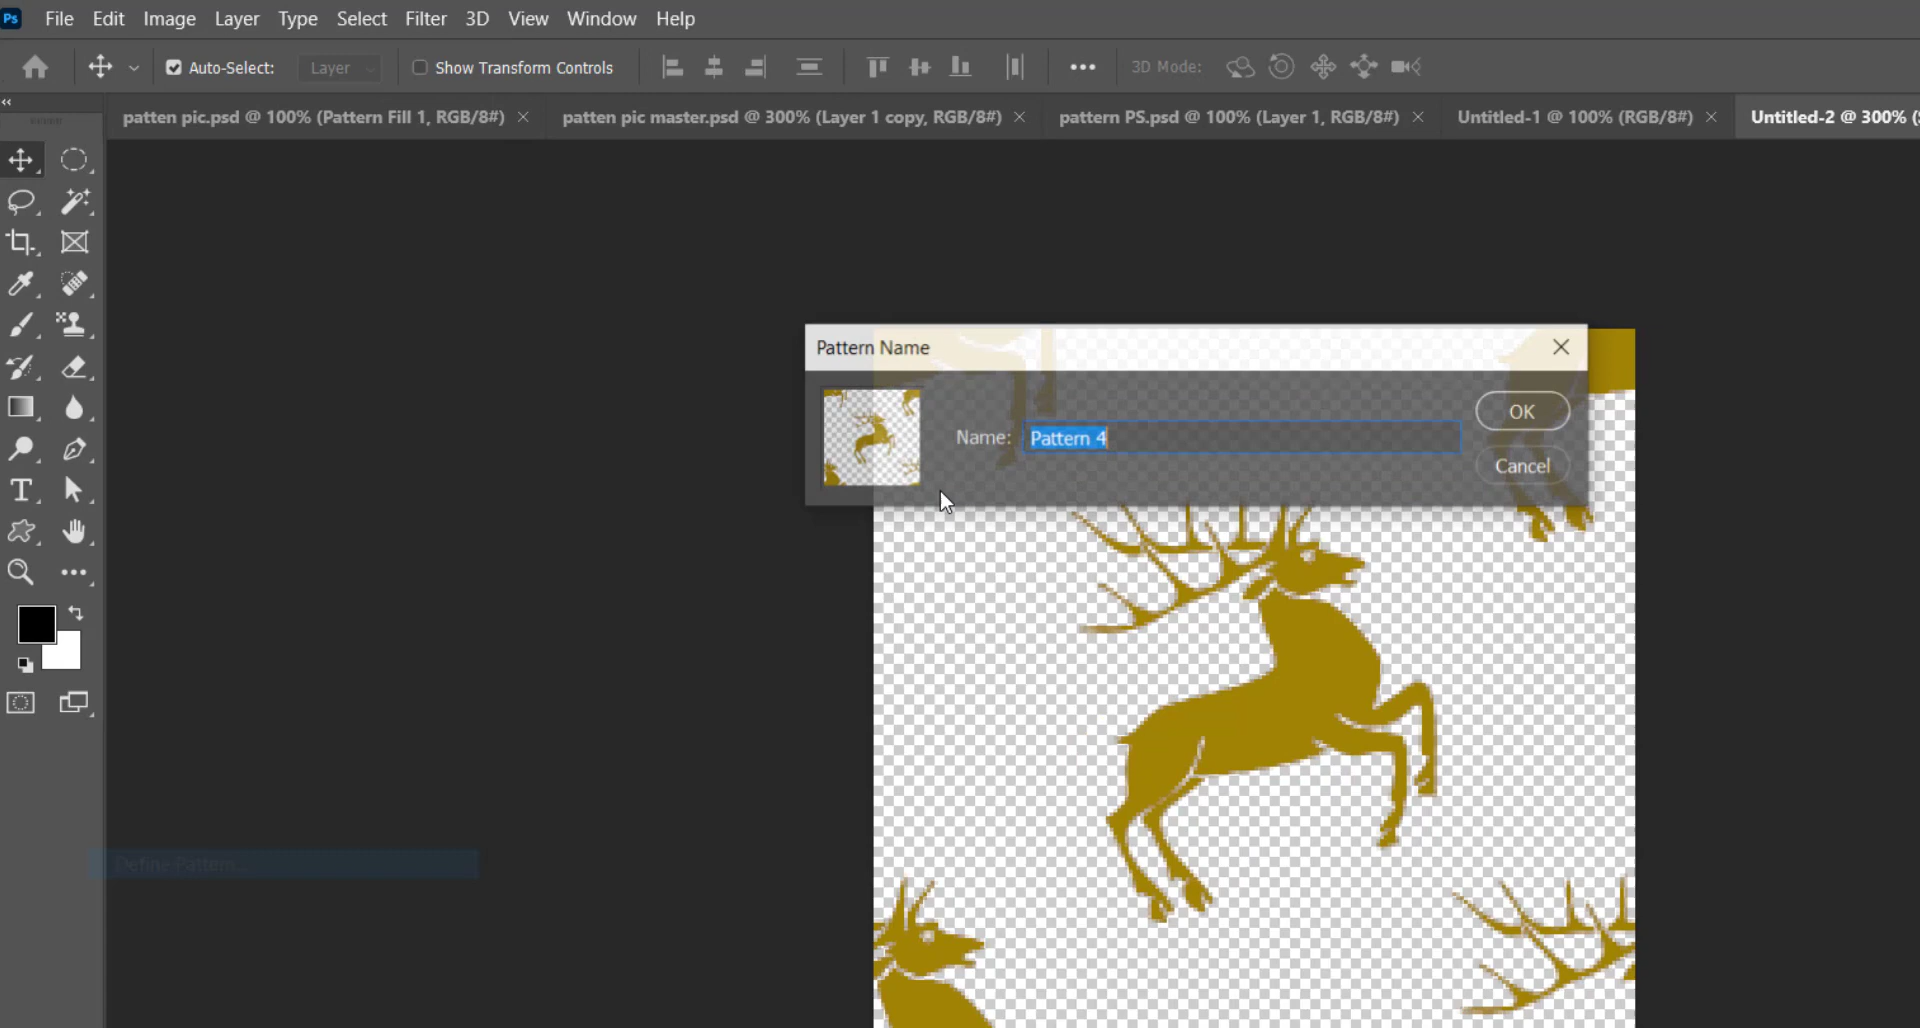 Ps File Edit Image Layer Type Select Filter 3D View Window Help
Auto-Select: Layer Show Transform Controls 3D Mode:
patten pic.psd @ 100% (Pattern Fill 1, RGB/8#) patten pic master.psd @ 300% (Layer 1 copy, RGB/8#) pattern PS.psd @ 100% (Layer 1, RGB/8#) Untitled-1 @ 100% (RGB/8#) Untitled-2 @ 300% (
Pattern Name
OK
Name: Pattern 4
Cancel
Define Pattern...